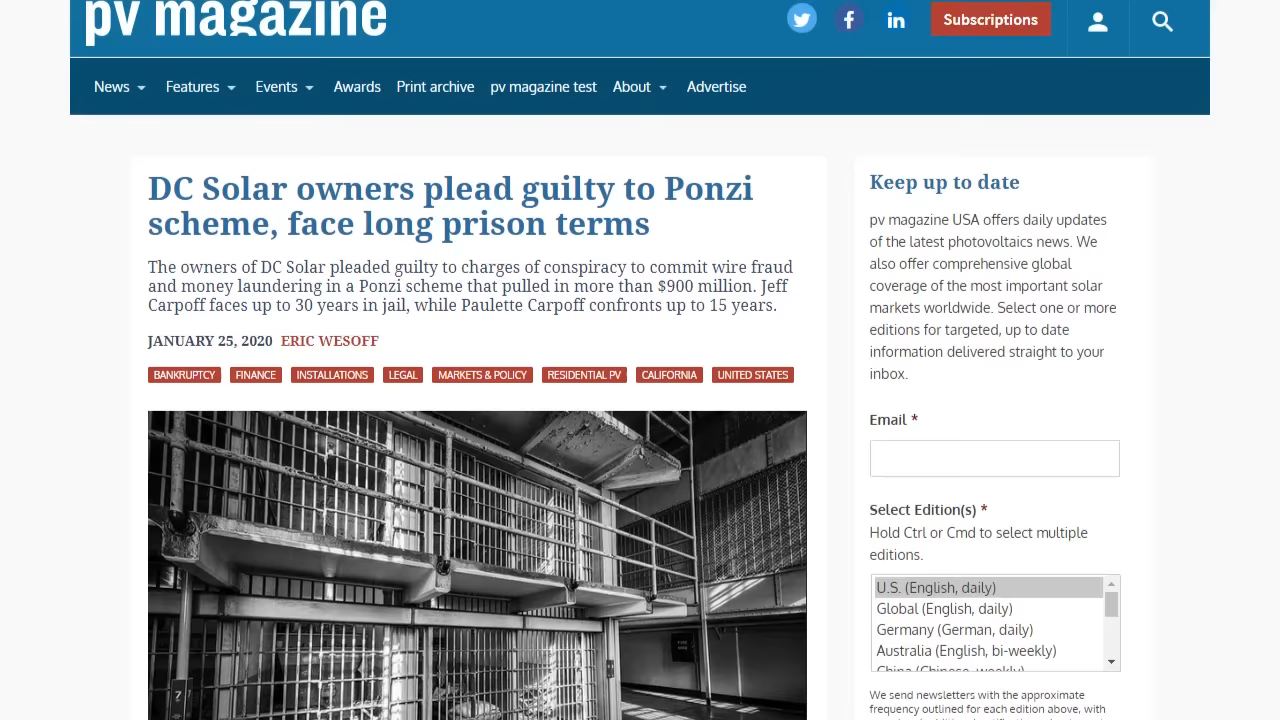 pv magazine
Subscriptions
News
Features
Events
Awards
Print archive
pv magazine test
About
Advertise
DC Solar owners plead guilty to Ponzi
scheme, face long prison terms
The owners of DC Solar pleaded guilty to charges of conspiracy to commit wire fraud
and money laundering in a Ponzi scheme that pulled in more than $900 million. Jeff
Carpoff faces up to 30 years in jail, while Paulette Carpoff confronts up to 15 years.
JANUARY 25, 2020 ERIC WESOFF
BANKRUPTCY FINANCE INSTALLATIONS LEGAL MARKETS & POLICY RESIDENTIAL PV CALIFORNIA UNITED STATES
Keep up to date
pv magazine USA offers daily updates
of the latest photovoltaics news. We
also offer comprehensive global
coverage of the most important solar
markets worldwide. Select one or more
editions for targeted, up to date
information delivered straight to your
inbox.
Email *
Select Edition(s) *
Hold Ctrl or Cmd to select multiple
editions.
U.S. (English, daily)
Global (English, daily)
Germany (German, daily)
Australia (English, bi-weekly)
China (Chinese, weekly)
We send newsletters with the approximate
frequency outlined for each edition above, with